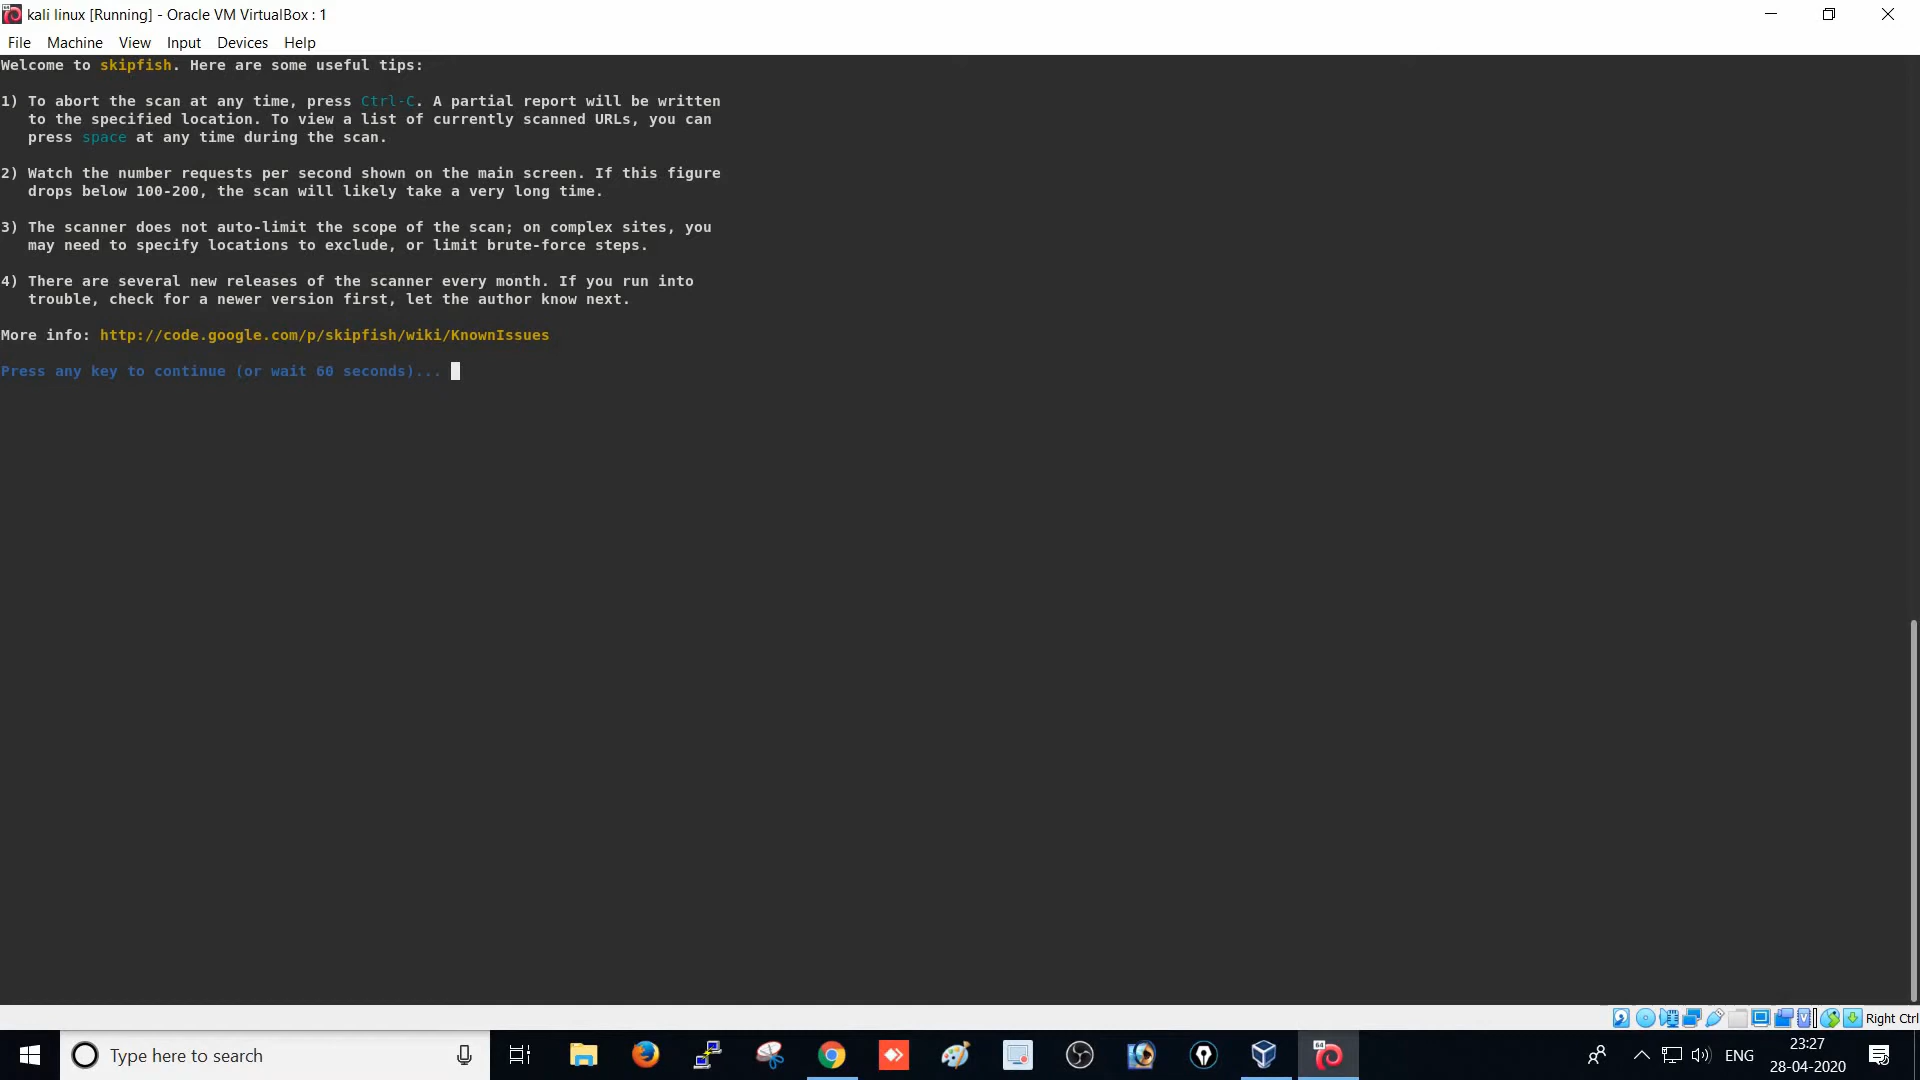 kali linux [Running] - Oracle VM VirtualBox : 1
File Machine View Input Devices Help
Welcome to skipfish. Here are some useful tips:
1) To abort the scan at any time, press Ctrl-C. A partial report will be written
to the specified location. To view a list of currently scanned URLs, you can
press space at any time during the scan.
2) Watch the number requests per second shown on the main screen. If this figure
drops below 100-200, the scan will likely take a very long time.
3) The scanner does not auto-limit the scope of the scan; on complex sites, you
may need to specify locations to exclude, or limit brute-force steps.
4) There are several new releases of the scanner every month. If you run into
trouble, check for a newer version first, let the author know next.
More info: http://code.google.com/p/skipfish/wiki/KnownIssues
Press any key to continue (or wait 60 seconds)...
Right Ctrl
Type here to search
64
ENG
23:27
28-04-2020